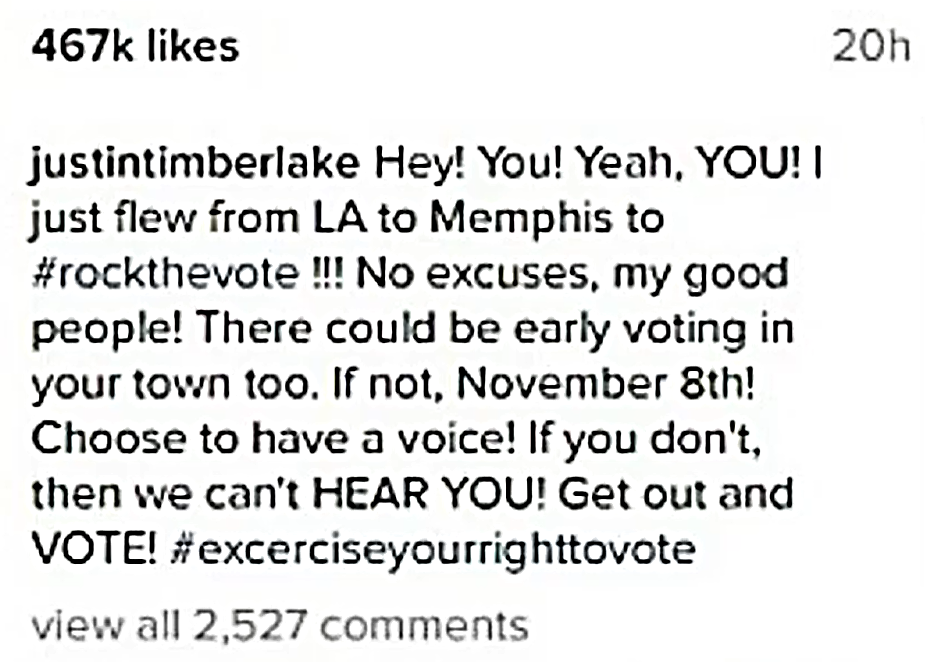 467k likes 20h
justintimberlake Hey! You! Yeah, YOU! I
just flew from LA to Memphis to
#rockthevote !!! No excuses, my good
people! There could be early voting in
your town too. If not, November 8th!
Choose to have a voice! If you don't,
then we can't HEAR YOU! Get out and
VOTE! #excerciseyourrighttovote
view all 2,527 comments